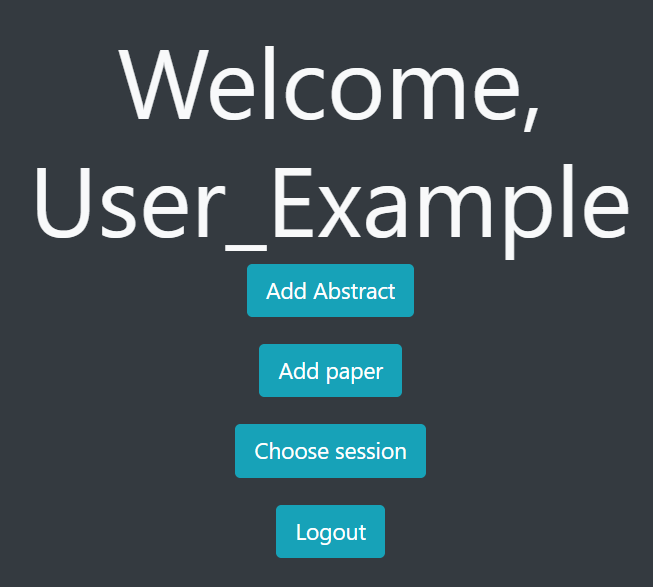 Welcome,
User_Example
Add Abstract
Add paper
Choose session
Logout